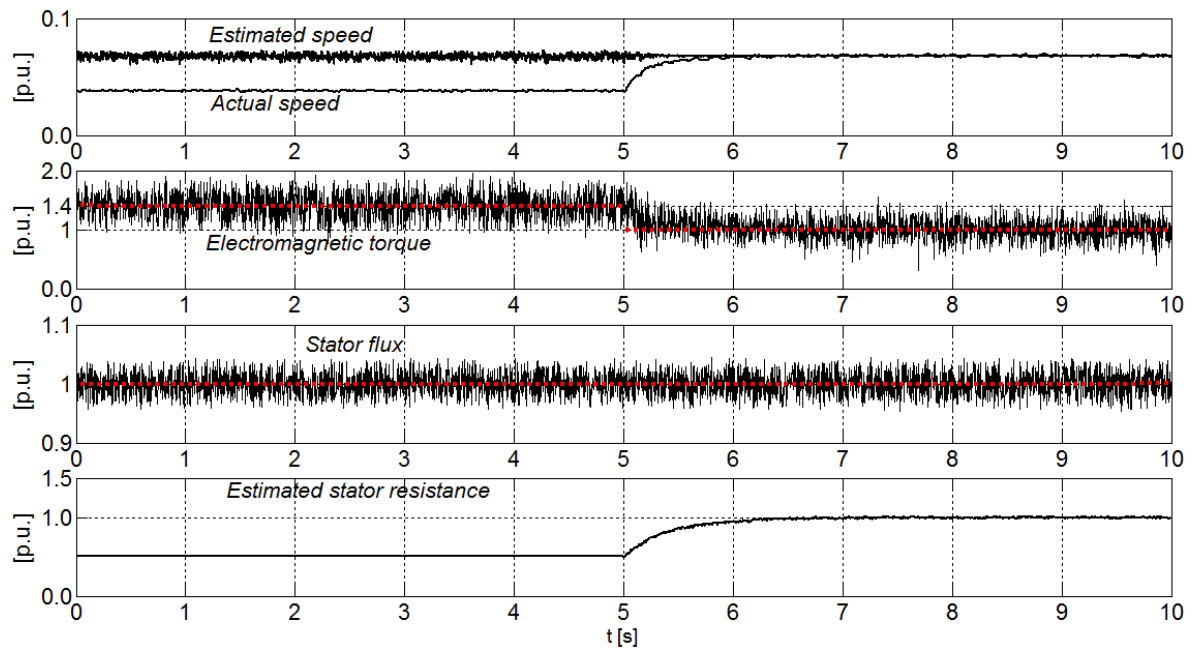 0.1
Estimated speed
[p.u.]
Actual speed
0.0
0 1 2 3 4 5 6 7 8 9 10
2.0
1.4
[p.u.]
1
Electromagnetic torque
0.0
0 1 2 3 4 5 6 7 8 9 10
1.1
Stator flux
[p.u.]
1
0.9
0 1 2 3 4 5 6 7 8 9 10
1.5
Estimated stator resistance
1.0
[p.u.]
0.0
0 1 2 3 4 5 6 7 8 9 10
t [s]